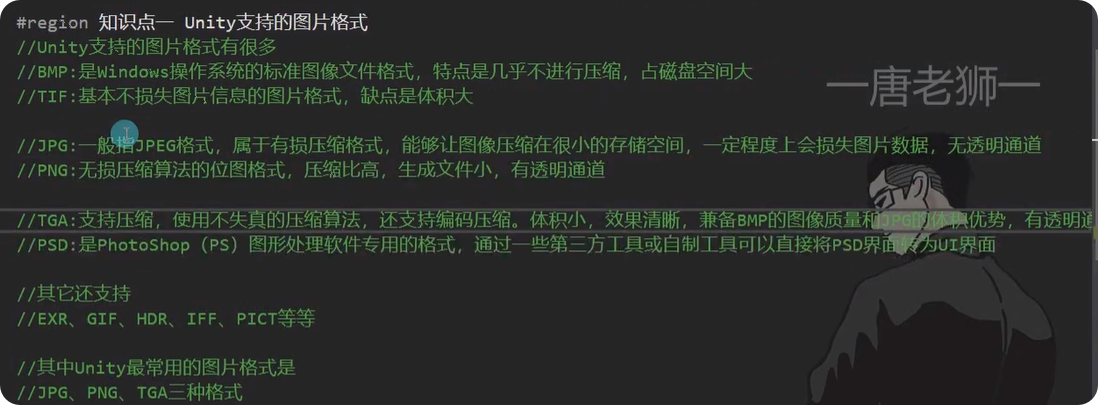 #region 知识点一 Unity支持的图片格式
//Unity支持的图片格式有很多
//BMP:是Windows操作系统的标准图像文件格式，特点是几乎不进行压缩，占磁盘空间大
//TIF:基本不损失图片信息的图片格式，缺点是体积大
—唐老狮—
//JPG:一般指JPEG格式，属于有损压缩格式，能够让图像压缩在很小的存储空间，一定程度上会损失图片数据，无透明通道
//PNG:无损压缩算法的位图格式，压缩比高，生成文件小，有透明通道
//TGA:支持压缩，使用不失真的压缩算法，还支持编码压缩。体积小，效果清晰，兼备BMP的图像质量和JPG的体积优势，有透明通
//PSD:是PhotoShop（PS）图形处理软件专用的格式，通过一些第三方工具或自制工具可以直接将PSD界面转为UI界面
//其它还支持
//EXR、GIF、HDR、IFF、PICT等等
//其中Unity最常用的图片格式是
//JPG、PNG、TGA三种格式